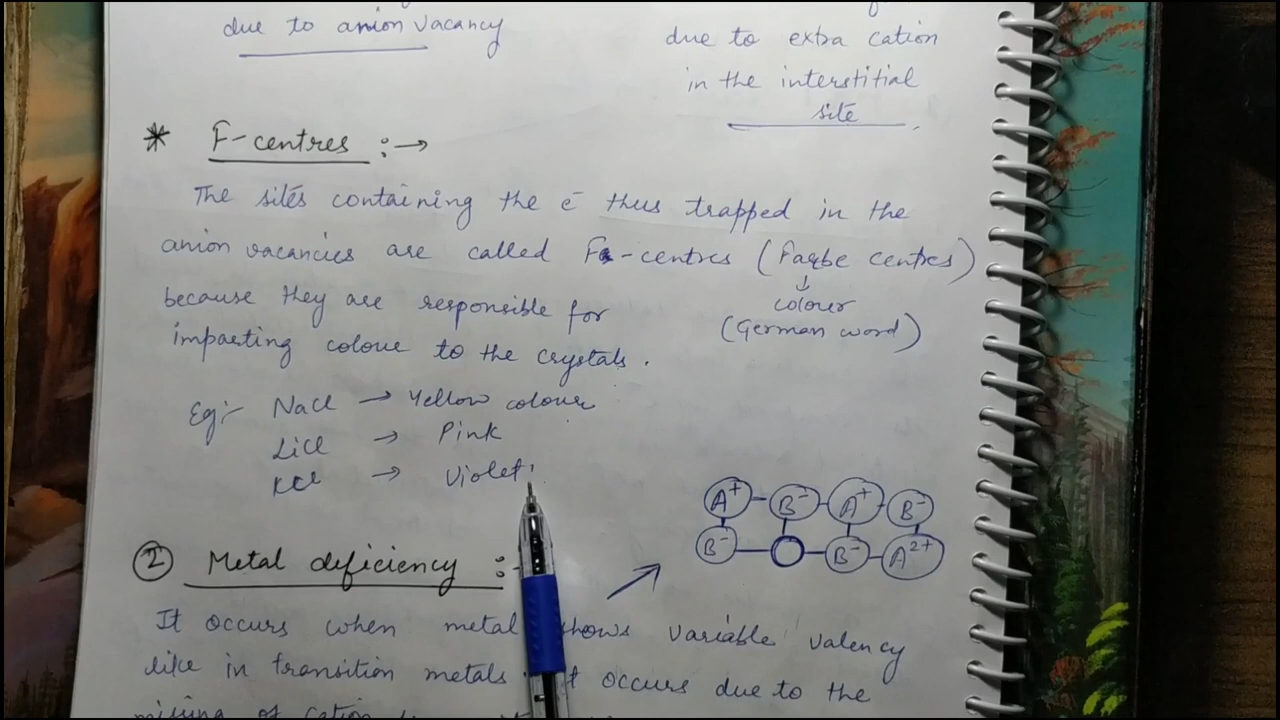 due to anion vacancy
due to extra cation
in the interstitial
site
* F-centres :→
The sites containing the e⁻ thus trapped in the
anion vacancies are called F-centres (Farbe centres)
↓
colour
(German word)
because they are responsible for
imparting colour to the crystals.
Eg:- NaCl → Yellow colour
LiCl → Pink
KCl → Violet
A⁺ B⁻ A⁺ B⁻
B⁻ B⁻ A²⁺
② Metal deficiency :-
It occurs when metal shows variable valency
like in transition metals. It occurs due to the
missing of cation